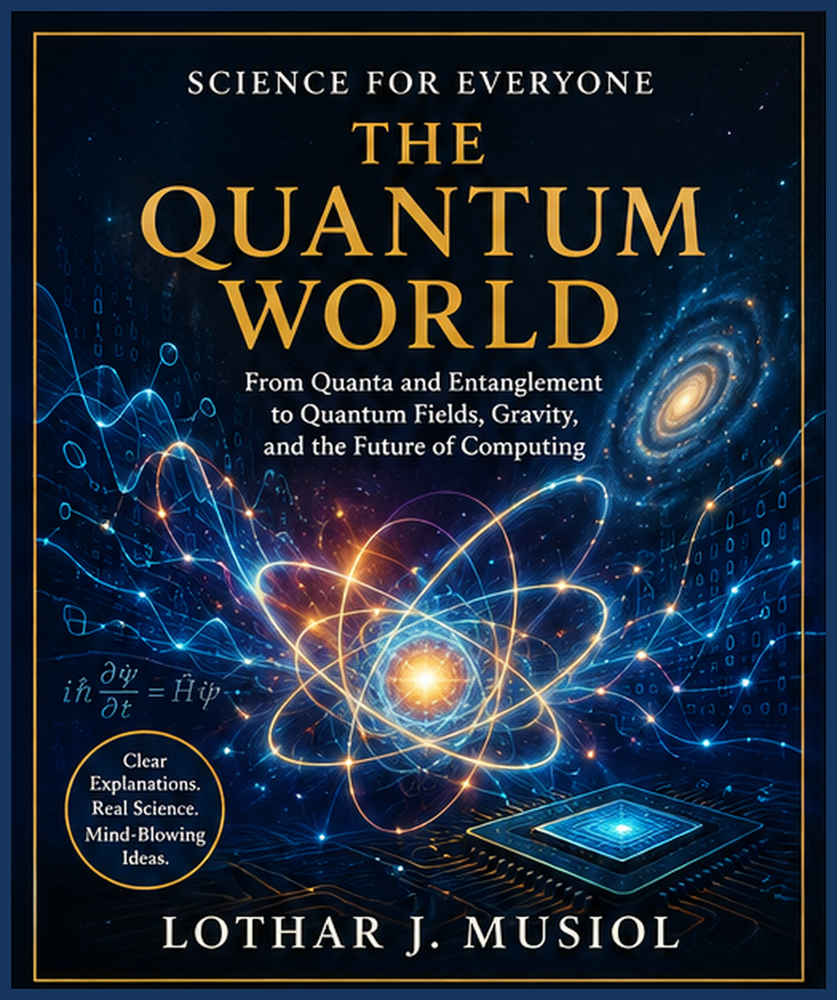 SCIENCE FOR EVERYONE
THE
QUANTUM
WORLD
From Quanta and Entanglement
to Quantum Fields, Gravity,
and the Future of Computing
iℏ ∂ψ/∂t = Ĥψ
Clear
Explanations.
Real Science.
Mind-Blowing
Ideas.
LOTHAR J. MUSIOL